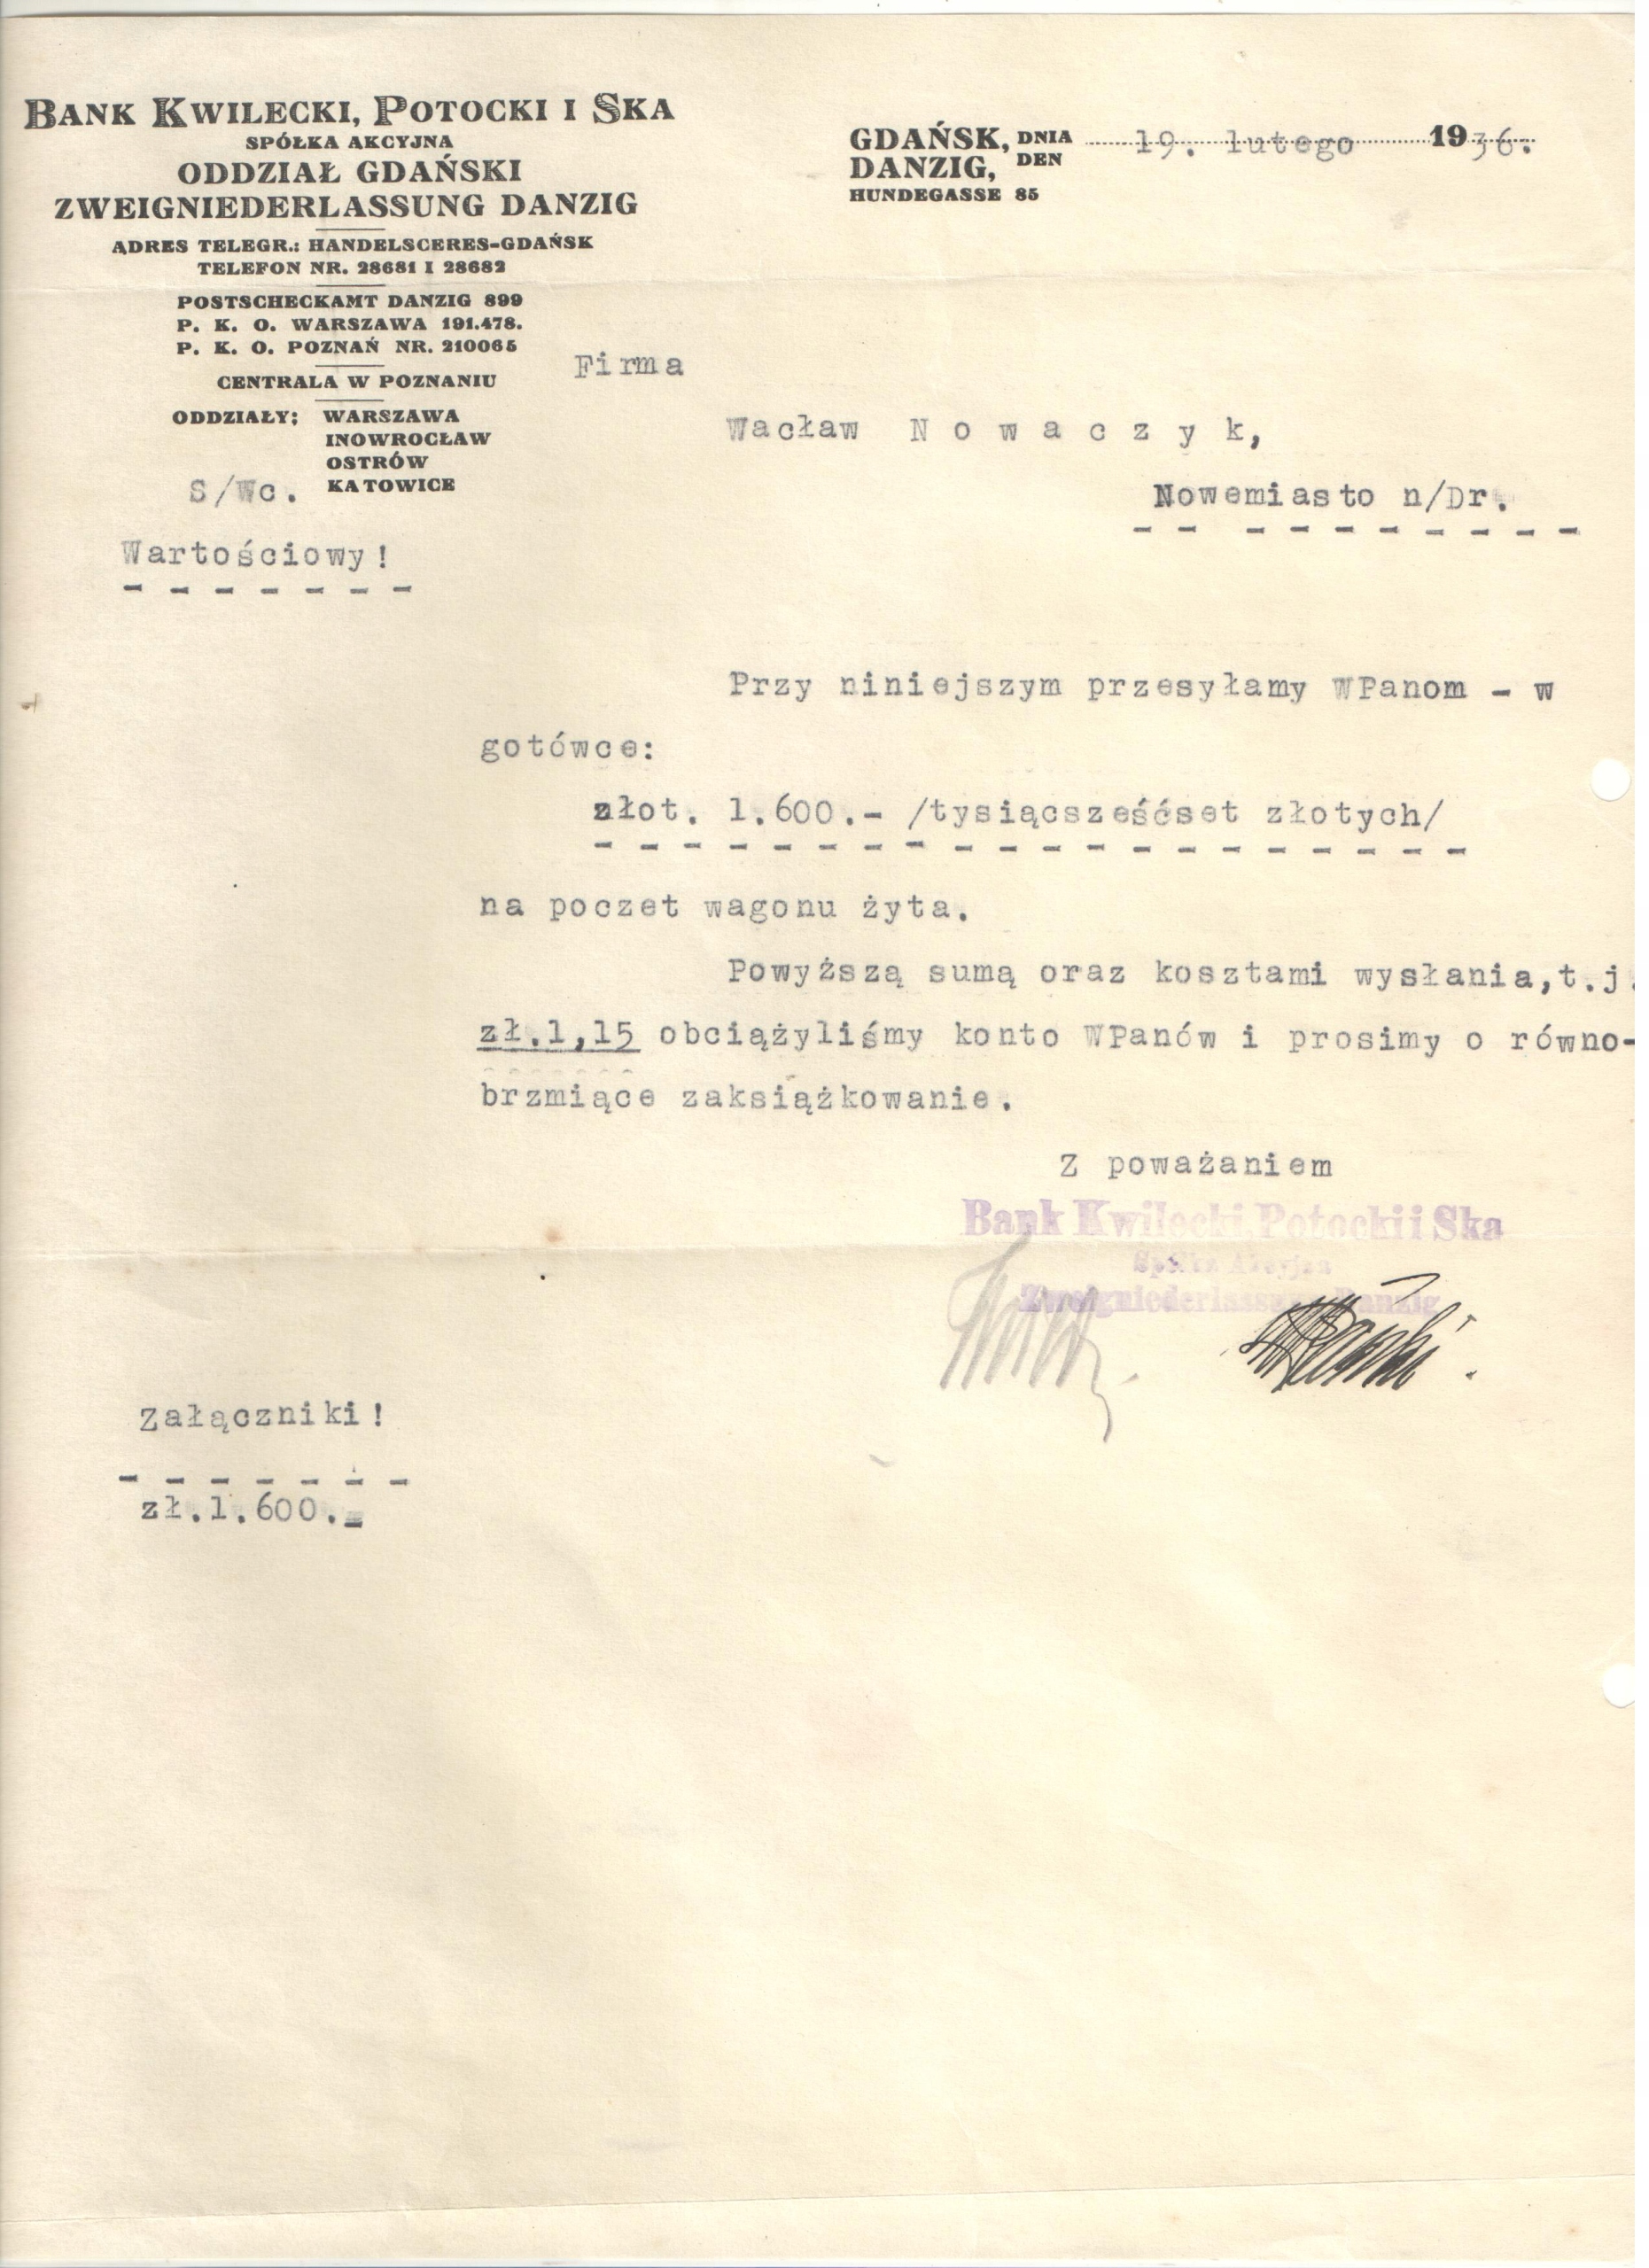 BANK KWILECKI, POTOCKI I SKA
SPÓŁKA AKCYJNA
ODDZIAŁ GDAŃSKI
ZWEIGNIEDERLASSUNG DANZIG
ADRES TELEGR.: HANDELSCERES-GDAŃSK
TELEFON NR. 28681 I 28682
POSTSCHECKAMT DANZIG 899
P. K. O. WARSZAWA 191.478.
P. K. O. POZNAŃ NR. 210065
CENTRALA W POZNANIU
ODDZIAŁY: WARSZAWA
INOWROCŁAW
OSTRÓW
KATOWICE
GDAŃSK, DNIA 19. lutego 1936.
DANZIG, DEN
HUNDEGASSE 85
Firma
Wacław N o w a c z y k,
Nowemiasto n/Dr.
S/Wc.
Wartościowy!
Przy niniejszym przesyłamy WPanom - w
gotówce:
złot. 1.600.- /tysiącsześćset złotych/
na poczet wagonu żyta.
Powyższą sumą oraz kosztami wysłania,t.j.
zł.1,15 obciążyliśmy konto WPanów i prosimy o równo-
brzmiące zaksiążkowanie.
Z poważaniem
Bank Kwilecki, Potocki i Ska
Spółka Akcyjna
Zweigniederlassung Danzig
Załączniki!
zł.1.600.-